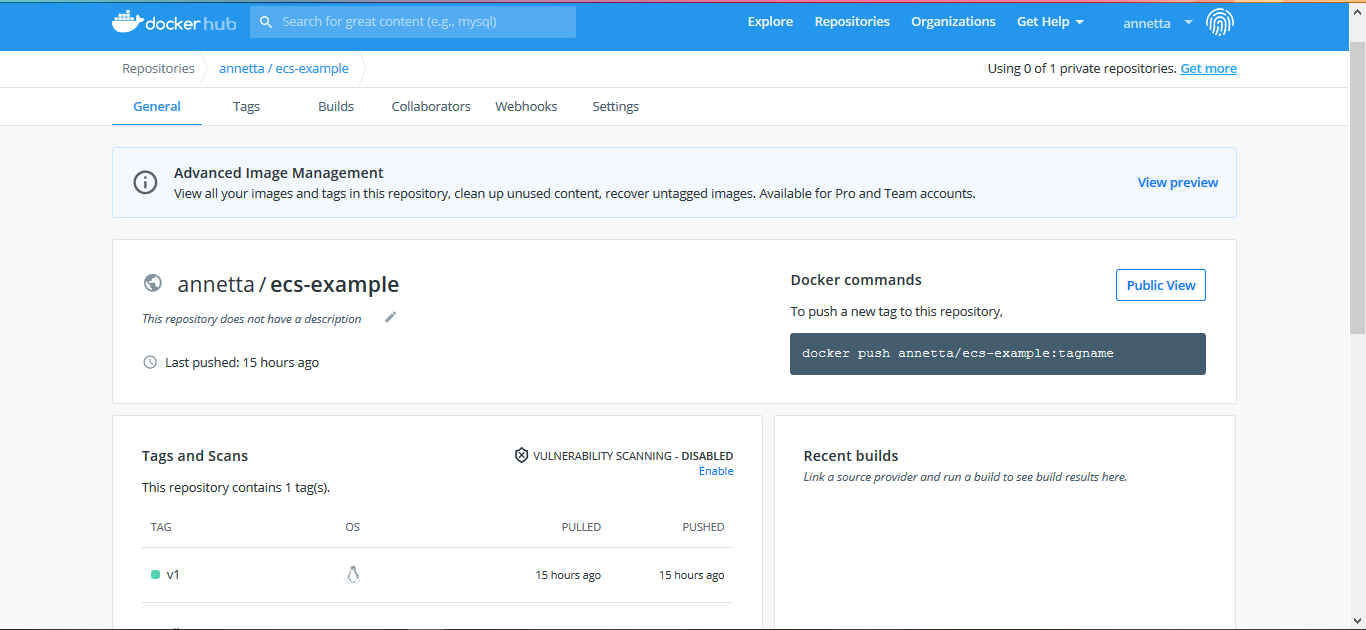 docker hub
Search for great content (e.g., mysql)
Explore
Repositories
Organizations
Get Help
annetta
Repositories
annetta / ecs-example
Using 0 of 1 private repositories. Get more
General
Tags
Builds
Collaborators
Webhooks
Settings
Advanced Image Management
View all your images and tags in this repository, clean up unused content, recover untagged images. Available for Pro and Team accounts.
View preview
annetta / ecs-example
This repository does not have a description
Last pushed: 15 hours ago
Docker commands
Public View
To push a new tag to this repository,
docker push annetta/ecs-example:tagname
Tags and Scans
VULNERABILITY SCANNING - DISABLED
Enable
This repository contains 1 tag(s).
TAG OS PULLED PUSHED
v1 15 hours ago 15 hours ago
Recent builds
Link a source provider and run a build to see build results here.